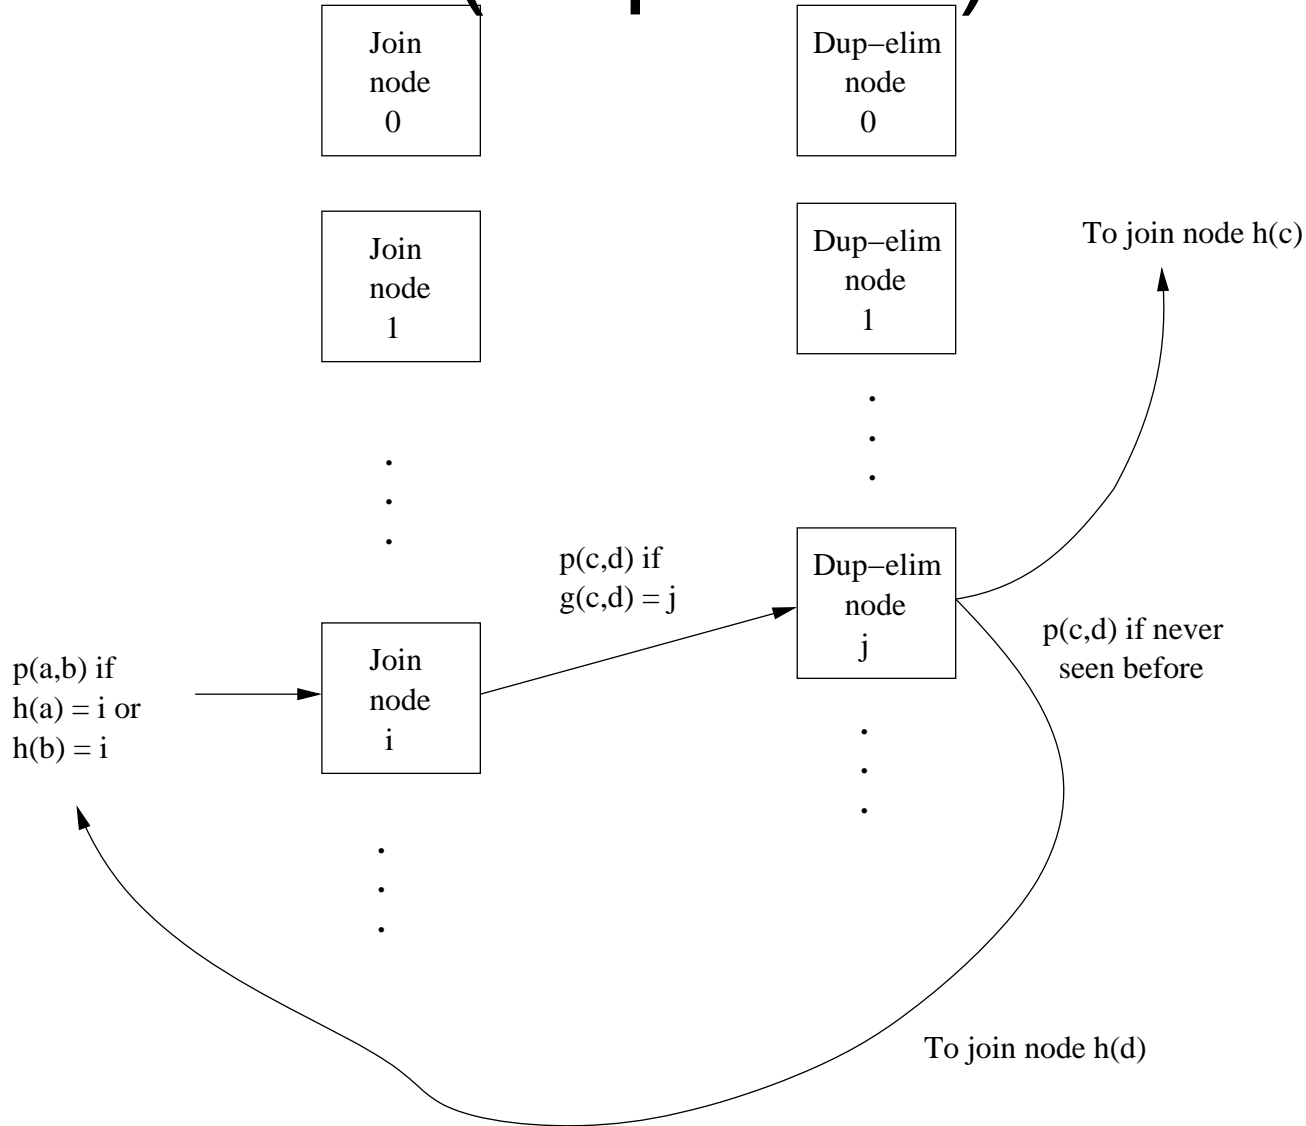 Join
node
0
Dup−elim
node
0
Join
node
1
Dup−elim
node
1
To join node h(c)
.
.
.
.
.
.
p(c,d) if
g(c,d) = j
Dup−elim
node
j
p(c,d) if never
seen before
p(a,b) if
h(a) = i or
h(b) = i
Join
node
i
.
.
.
.
.
.
To join node h(d)